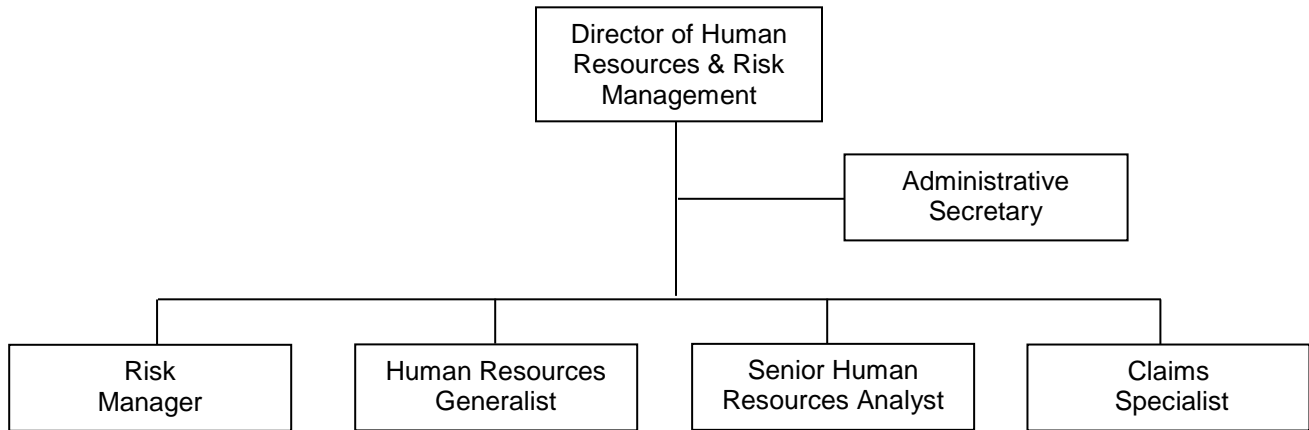 Director of Human
Resources & Risk
Management
Administrative
Secretary
Risk
Manager
Human Resources
Generalist
Senior Human
Resources Analyst
Claims
Specialist